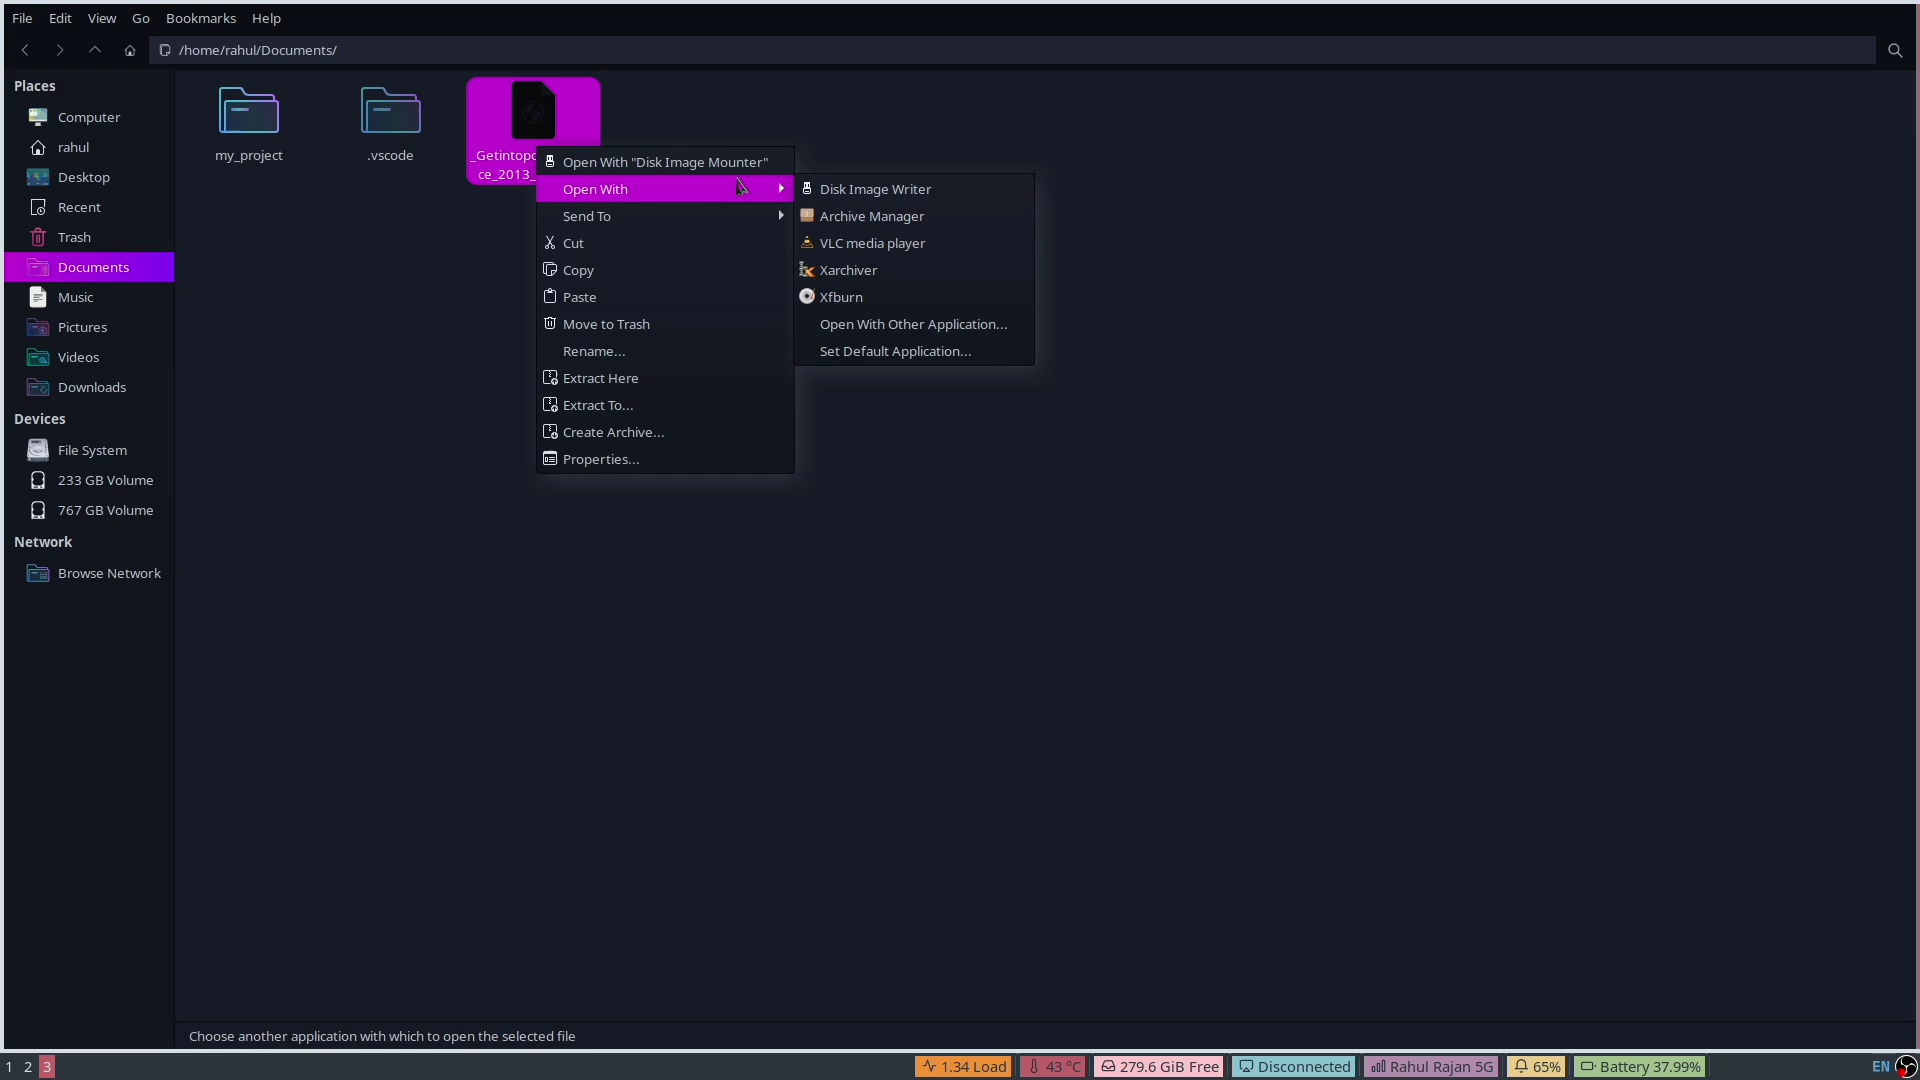 File Edit View Go Bookmarks Help
/home/rahul/Documents/
Places
Computer
rahul
Desktop
Recent
Trash
Documents
Music
Pictures
Videos
Downloads
Devices
File System
233 GB Volume
767 GB Volume
Network
Browse Network
my_project
.vscode
_Getintopc
ce_2013_
Open With "Disk Image Mounter"
Open With
Send To
Cut
Copy
Paste
Move to Trash
Rename...
Extract Here
Extract To...
Create Archive...
Properties...
Disk Image Writer
Archive Manager
VLC media player
Xarchiver
Xfburn
Open With Other Application...
Set Default Application...
Choose another application with which to open the selected file
1 2 3 1.34 Load 43 °C 279.6 GiB Free Disconnected Rahul Rajan 5G 65% Battery 37.99% EN